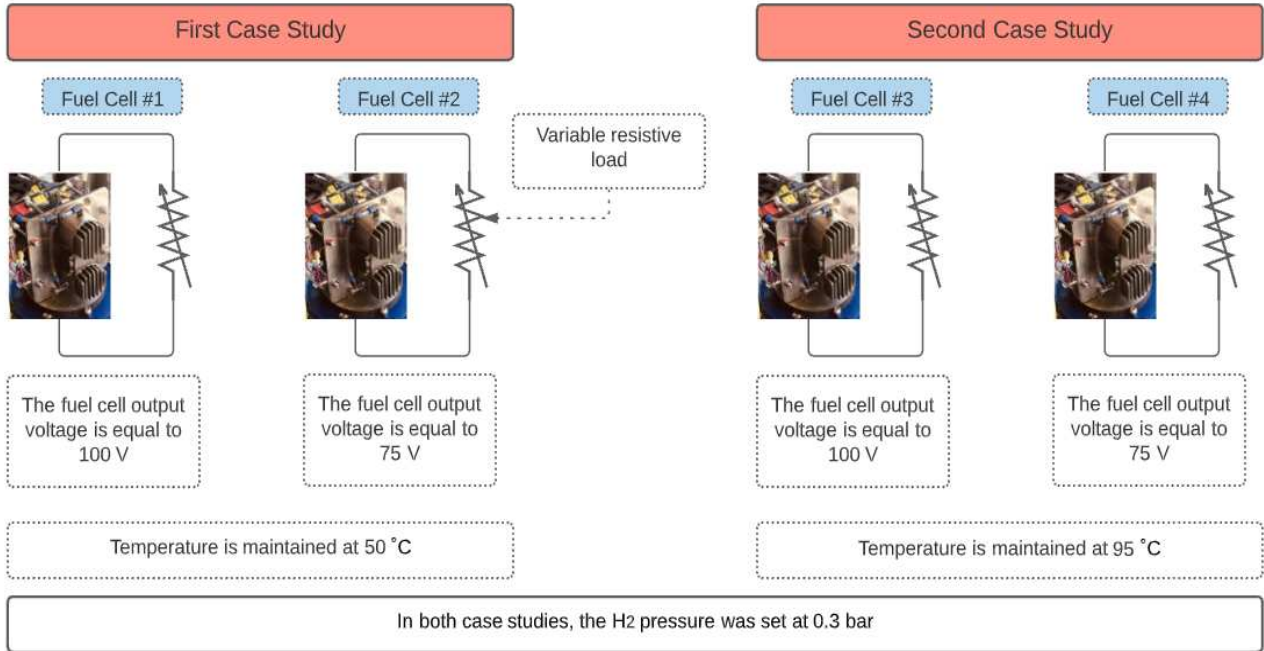 First Case Study
Second Case Study
Fuel Cell #1
Fuel Cell #2
Fuel Cell #3
Fuel Cell #4
Variable resistive
load
The fuel cell output
voltage is equal to
100 V
The fuel cell output
voltage is equal to
75 V
The fuel cell output
voltage is equal to
100 V
The fuel cell output
voltage is equal to
75 V
Temperature is maintained at 50 ˚C
Temperature is maintained at 95 ˚C
In both case studies, the H2 pressure was set at 0.3 bar